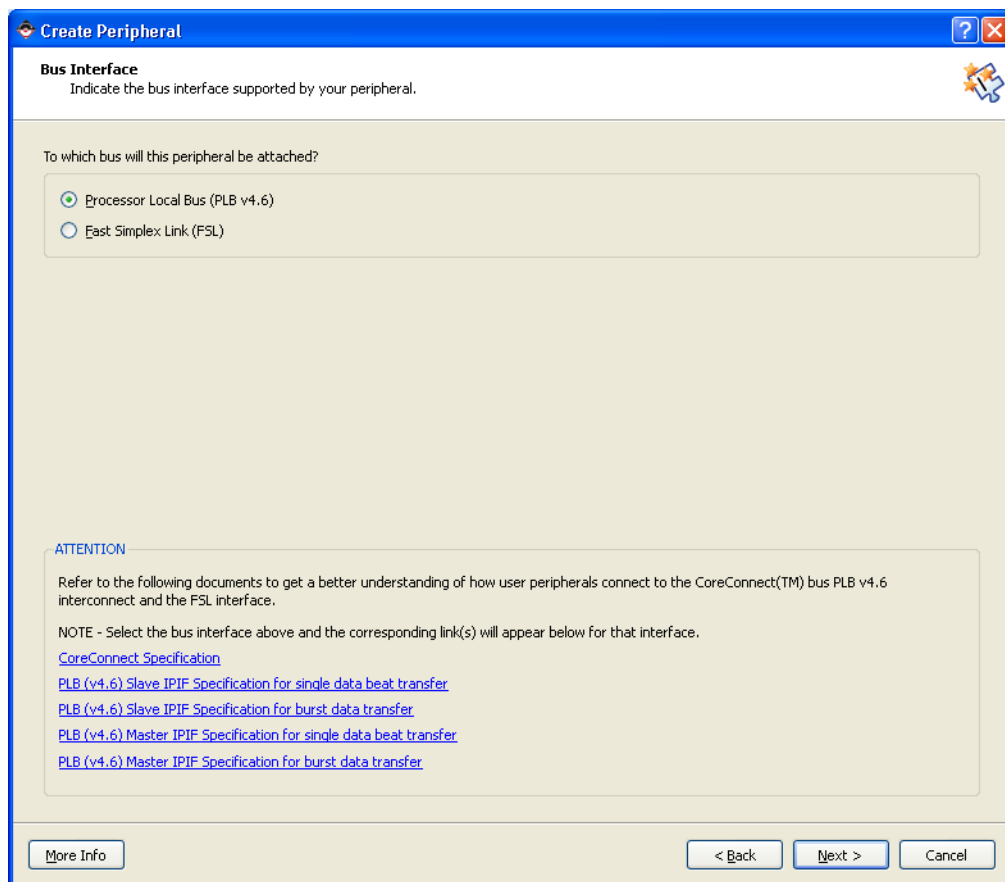 Create Peripheral
Bus Interface
Indicate the bus interface supported by your peripheral.
To which bus will this peripheral be attached?
Processor Local Bus (PLB v4.6)
Fast Simplex Link (FSL)
ATTENTION
Refer to the following documents to get a better understanding of how user peripherals connect to the CoreConnect(TM) bus PLB v4.6
interconnect and the FSL interface.
NOTE - Select the bus interface above and the corresponding link(s) will appear below for that interface.
CoreConnect Specification
PLB (v4.6) Slave IPIF Specification for single data beat transfer
PLB (v4.6) Slave IPIF Specification for burst data transfer
PLB (v4.6) Master IPIF Specification for single data beat transfer
PLB (v4.6) Master IPIF Specification for burst data transfer
More Info
< Back
Next >
Cancel